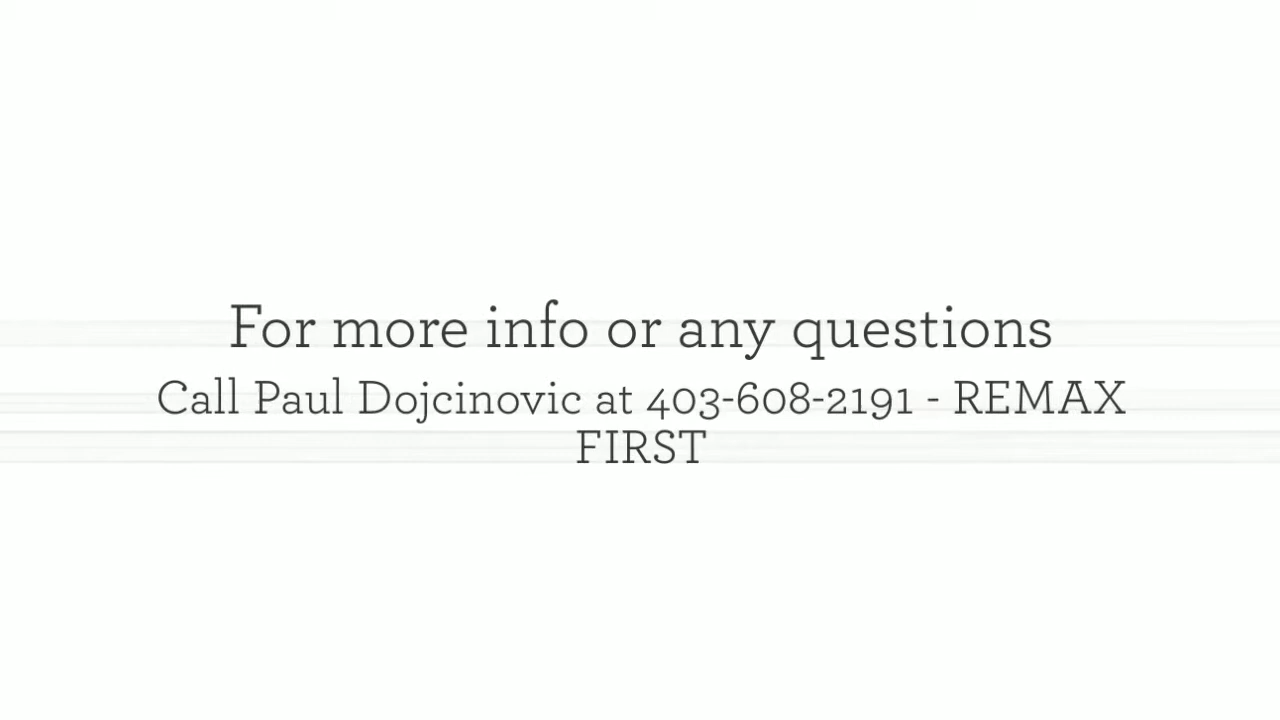 For more info or any questions
Call Paul Dojcinovic at 403-608-2191 - REMAX
FIRST